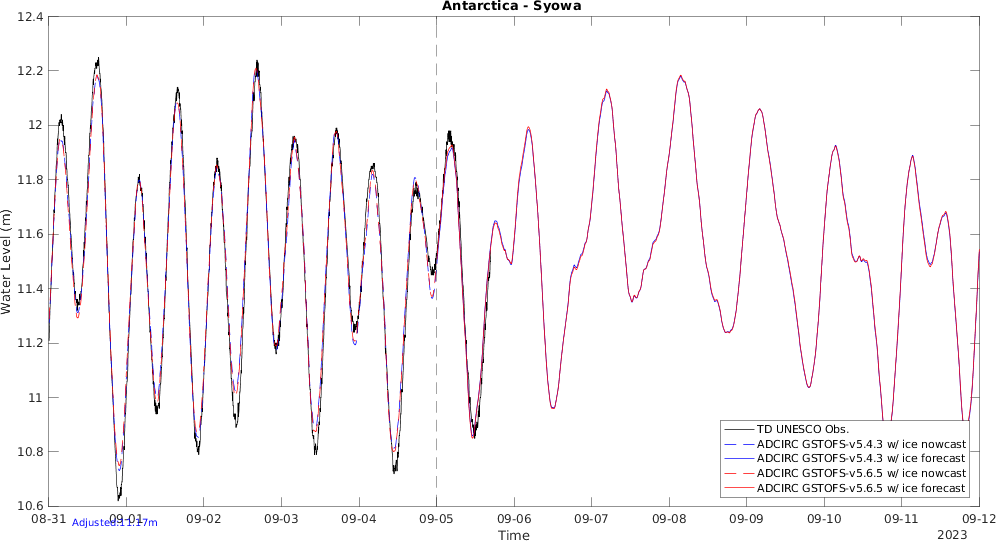 Antarctica - Syowa
12.4
12.2
12
11.8
11.6
11.4
11.2
11
10.8
10.6
Water Level (m)
TD UNESCO Obs.
ADCIRC GSTOFS-v5.4.3 w/ ice nowcast
ADCIRC GSTOFS-v5.4.3 w/ ice forecast
ADCIRC GSTOFS-v5.6.5 w/ ice nowcast
ADCIRC GSTOFS-v5.6.5 w/ ice forecast
08-31 09-01 09-02 09-03 09-04 09-05 09-06 09-07 09-08 09-09 09-10 09-11 09-12
Adjusted:11.17m
Time
2023